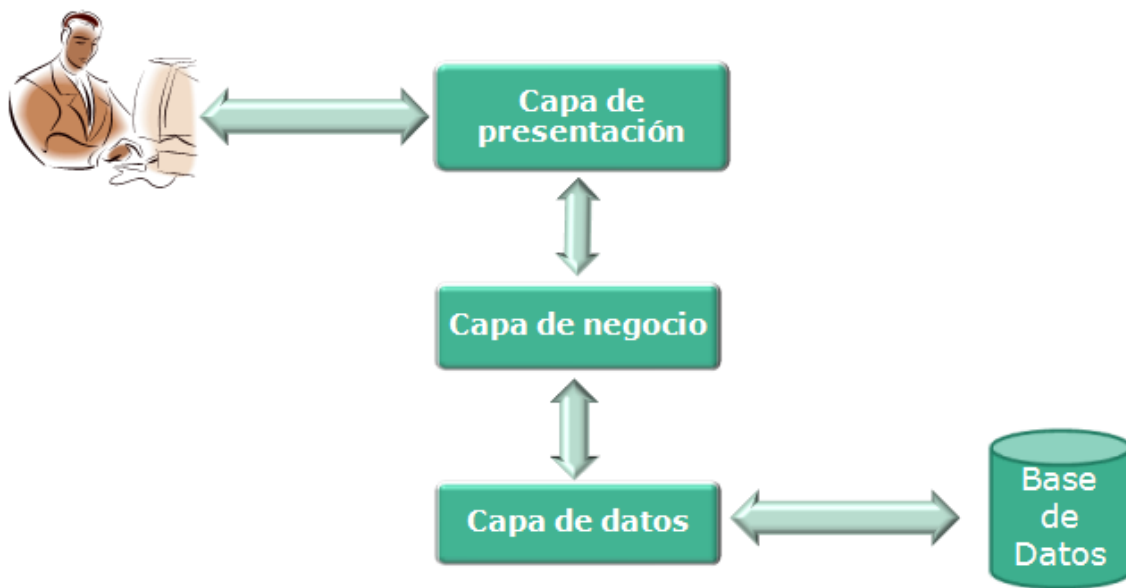 Capa de
presentación
Capa de negocio
Capa de datos
Base
de
Datos